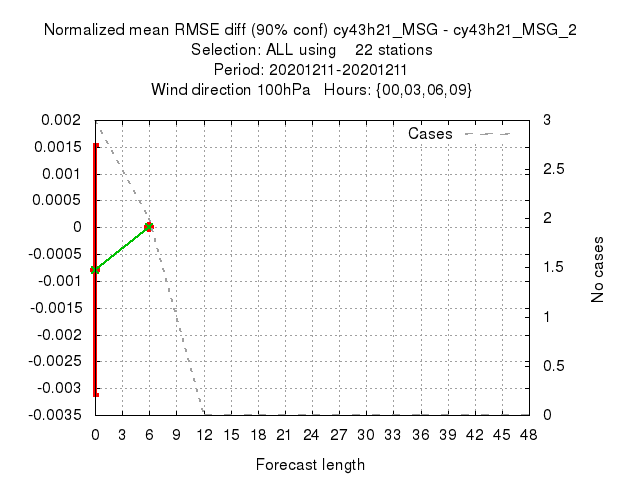 Normalized mean RMSE diff (90% conf) cy43h21_MSG - cy43h21_MSG_2
Selection: ALL using    22 stations
Period: 20201211-20201211
Wind direction 100hPa   Hours: {00,03,06,09}
Cases
0.002
0.0015
0.001
0.0005
0
-0.0005
-0.001
-0.0015
-0.002
-0.0025
-0.003
-0.0035
3
2.5
2
1.5
1
0.5
0
No cases
0 3 6 9 12 15 18 21 24 27 30 33 36 39 42 45 48
Forecast length